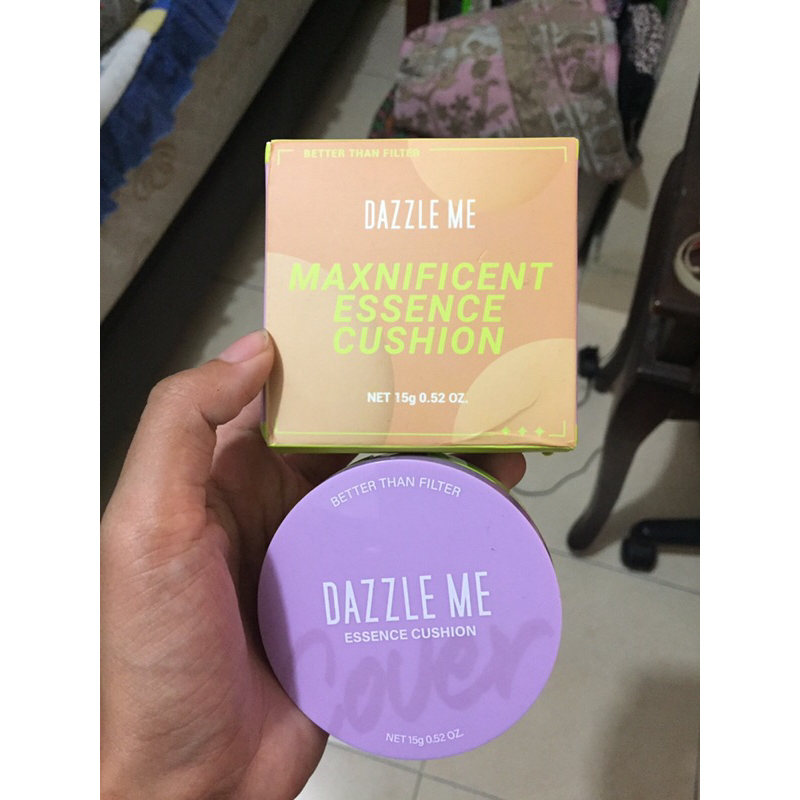 BETTER THAN FILTER
DAZZLE ME
MAXNIFICENT
ESSENCE
CUSHION
NET 15g 0.52 OZ.
BETTER THAN FILTER
DAZZLE ME
ESSENCE CUSHION
Cover
NET 15g 0.52 OZ.